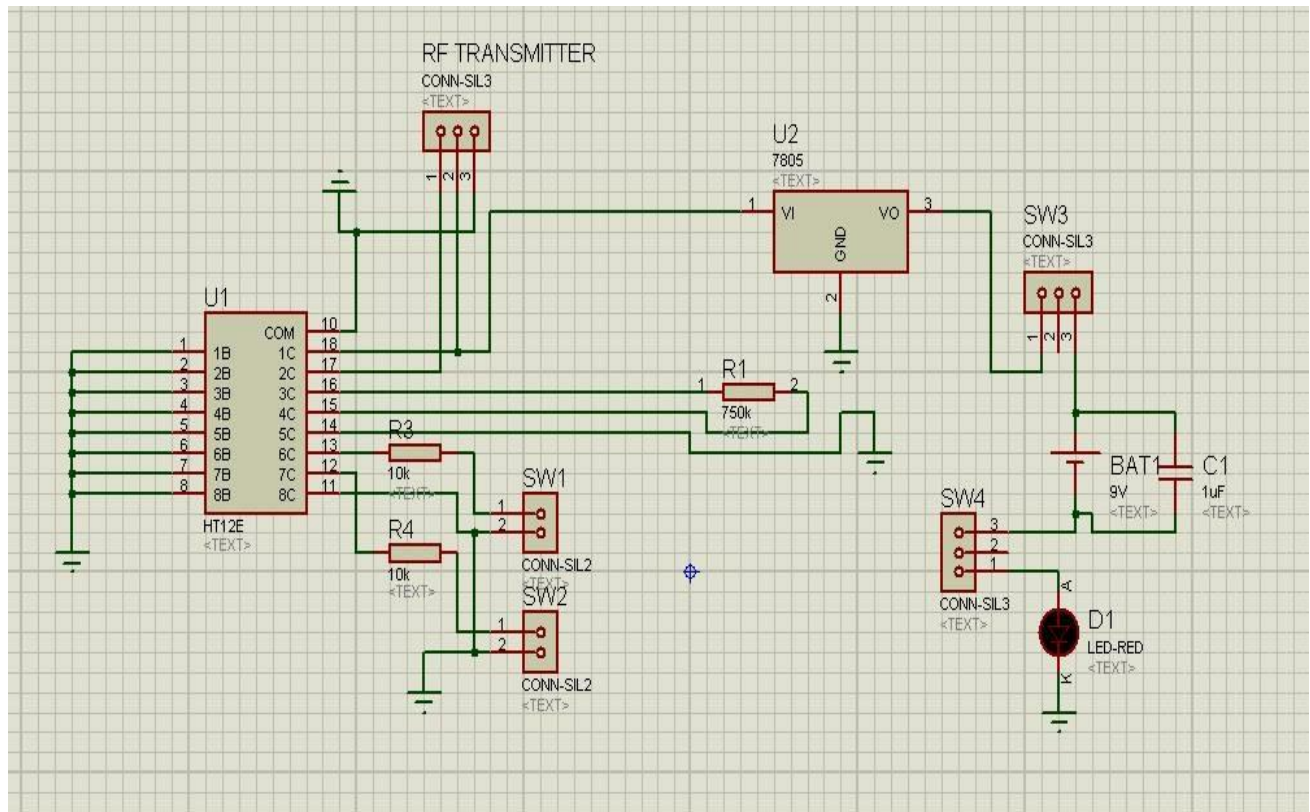 RF TRANSMITTER
CONN-SIL3
<TEXT>
1 2 3
U2
7805
<TEXT>
1 VI VO 3
GND
2
SW3
CONN-SIL3
<TEXT>
1 2 3
U1
COM 10
1 1B 1C 18
2 2B 2C 17
3 3B 3C 16
4 4B 4C 15
5 5B 5C 14
6 6B 6C 13
7 7B 7C 12
8 8B 8C 11
HT12E
<TEXT>
R1
1 2
750k
<TEXT>
R3
10k
<TEXT>
R4
10k
<TEXT>
SW1
1
2
CONN-SIL2
<TEXT>
SW2
1
2
CONN-SIL2
<TEXT>
BAT1
9V
<TEXT>
C1
1uF
<TEXT>
SW4
3
2
1
CONN-SIL3
<TEXT>
A
D1
LED-RED
<TEXT>
K